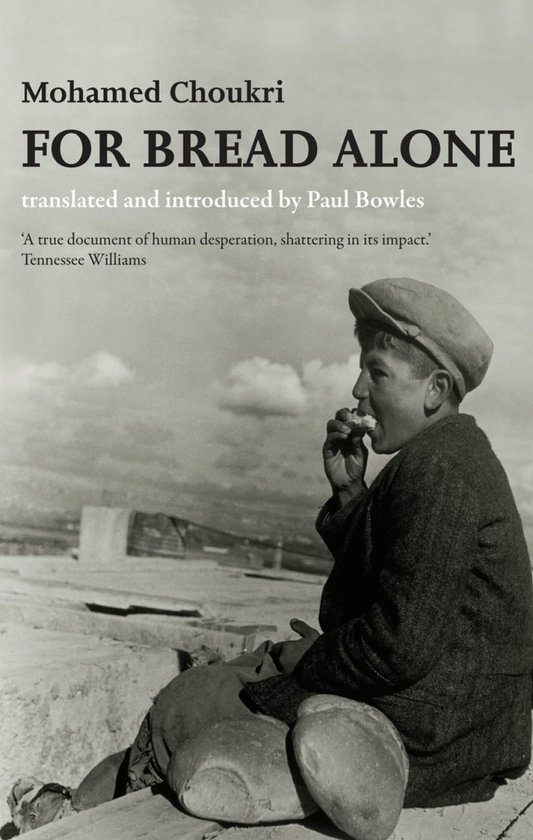 Mohamed Choukri
FOR BREAD ALONE
translated and introduced by Paul Bowles
‘A true document of human desperation, shattering in its impact.’
Tennessee Williams